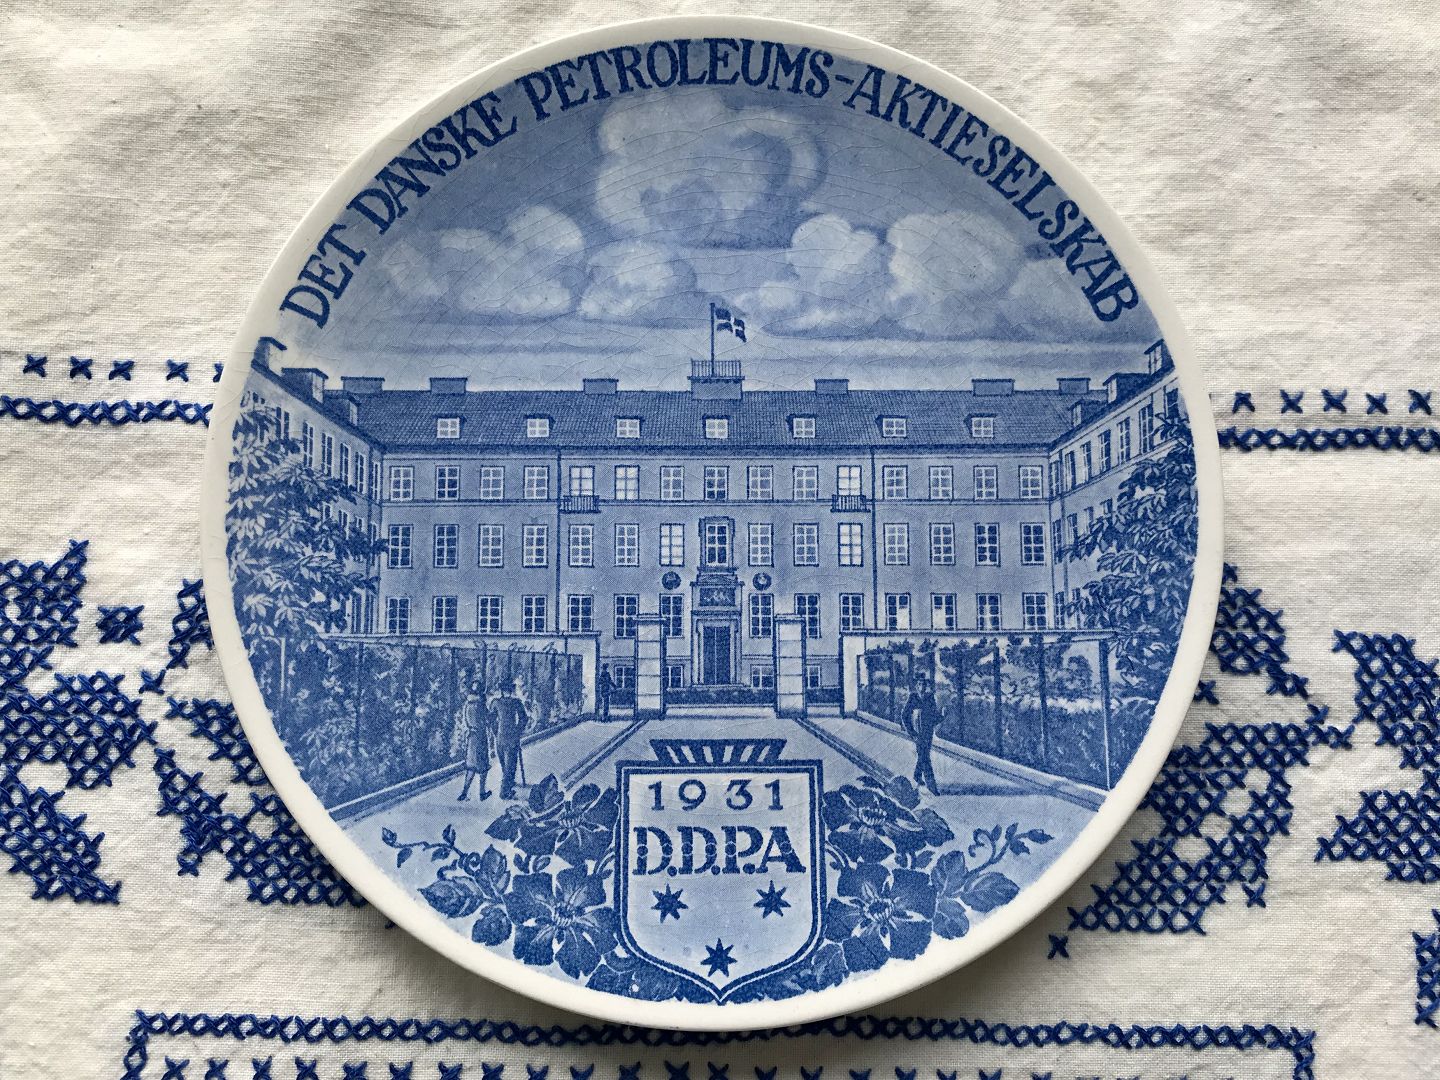 DET DANSKE PETROLEUMS-AKTIESELSKAB
1931
D.D.P.A